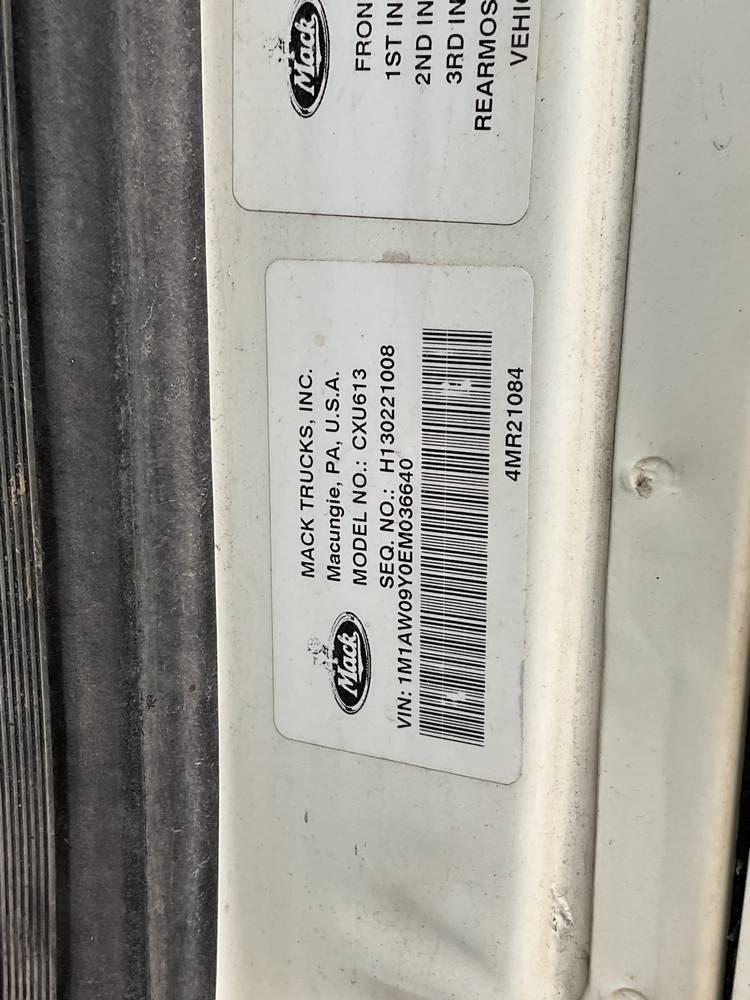 MACK TRUCKS, INC.
Macungie, PA, U.S.A.
MODEL NO.: CXU613
SEQ. NO.: H130221008
Mack
VIN: 1M1AW09Y0EM036640
4MR21084
Mack
FRON
1ST IN
2ND IN
3RD IN
REARMOS
VEHIC